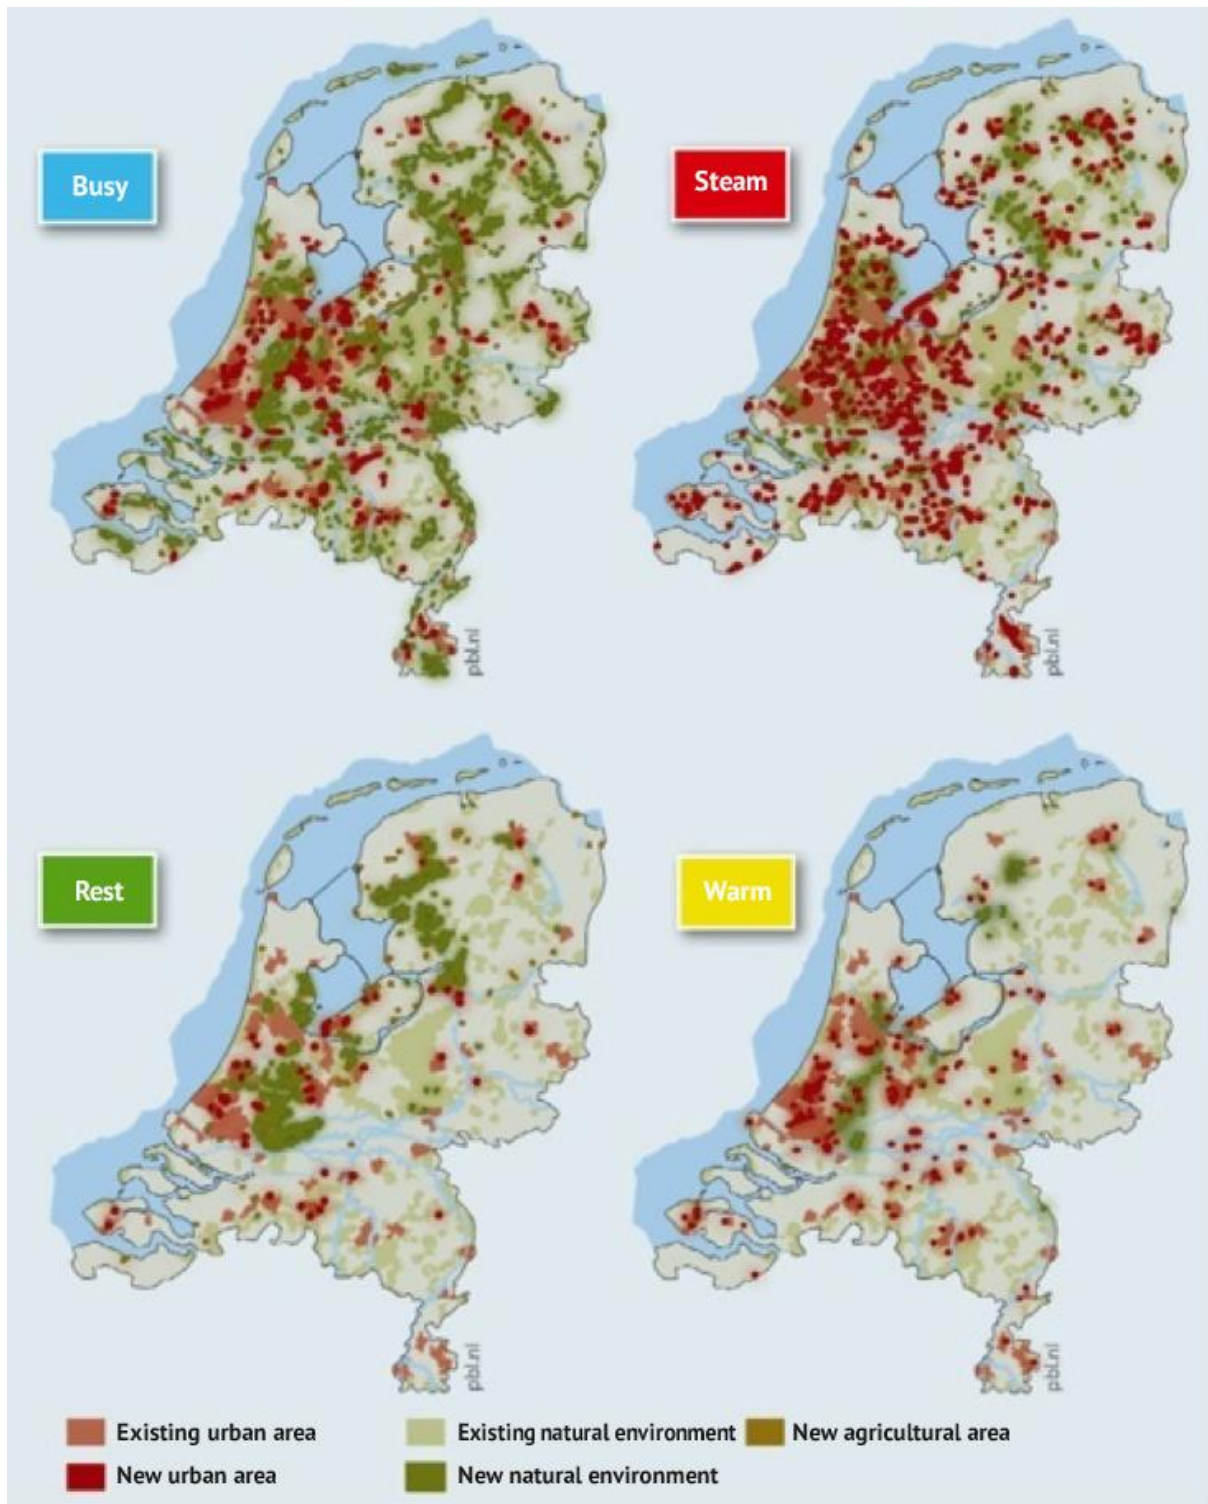 Busy
Steam
pbl.nl
pbl.nl
Rest
Warm
pbl.nl
pbl.nl
Existing urban area
Existing natural environment
New agricultural area
New urban area
New natural environment